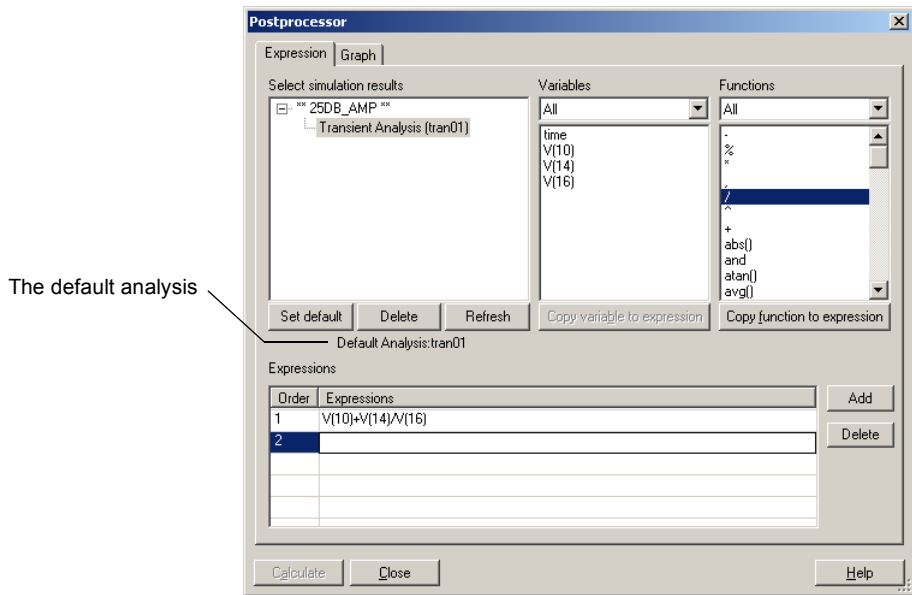 Postprocessor
Expression
Graph
Select simulation results
Variables
Functions
** 25DB_AMP **
Transient Analysis (tran01)
All
time
V(10)
V(14)
V(16)
All
-
%
*
,
/
^
+
abs()
and
atan()
avg()
The default analysis
Set default
Delete
Refresh
Copy variable to expression
Copy function to expression
Default Analysis:tran01
Expressions
Order Expressions
1 V(10)+V(14)/V(16)
2
Add
Delete
Calculate
Close
Help